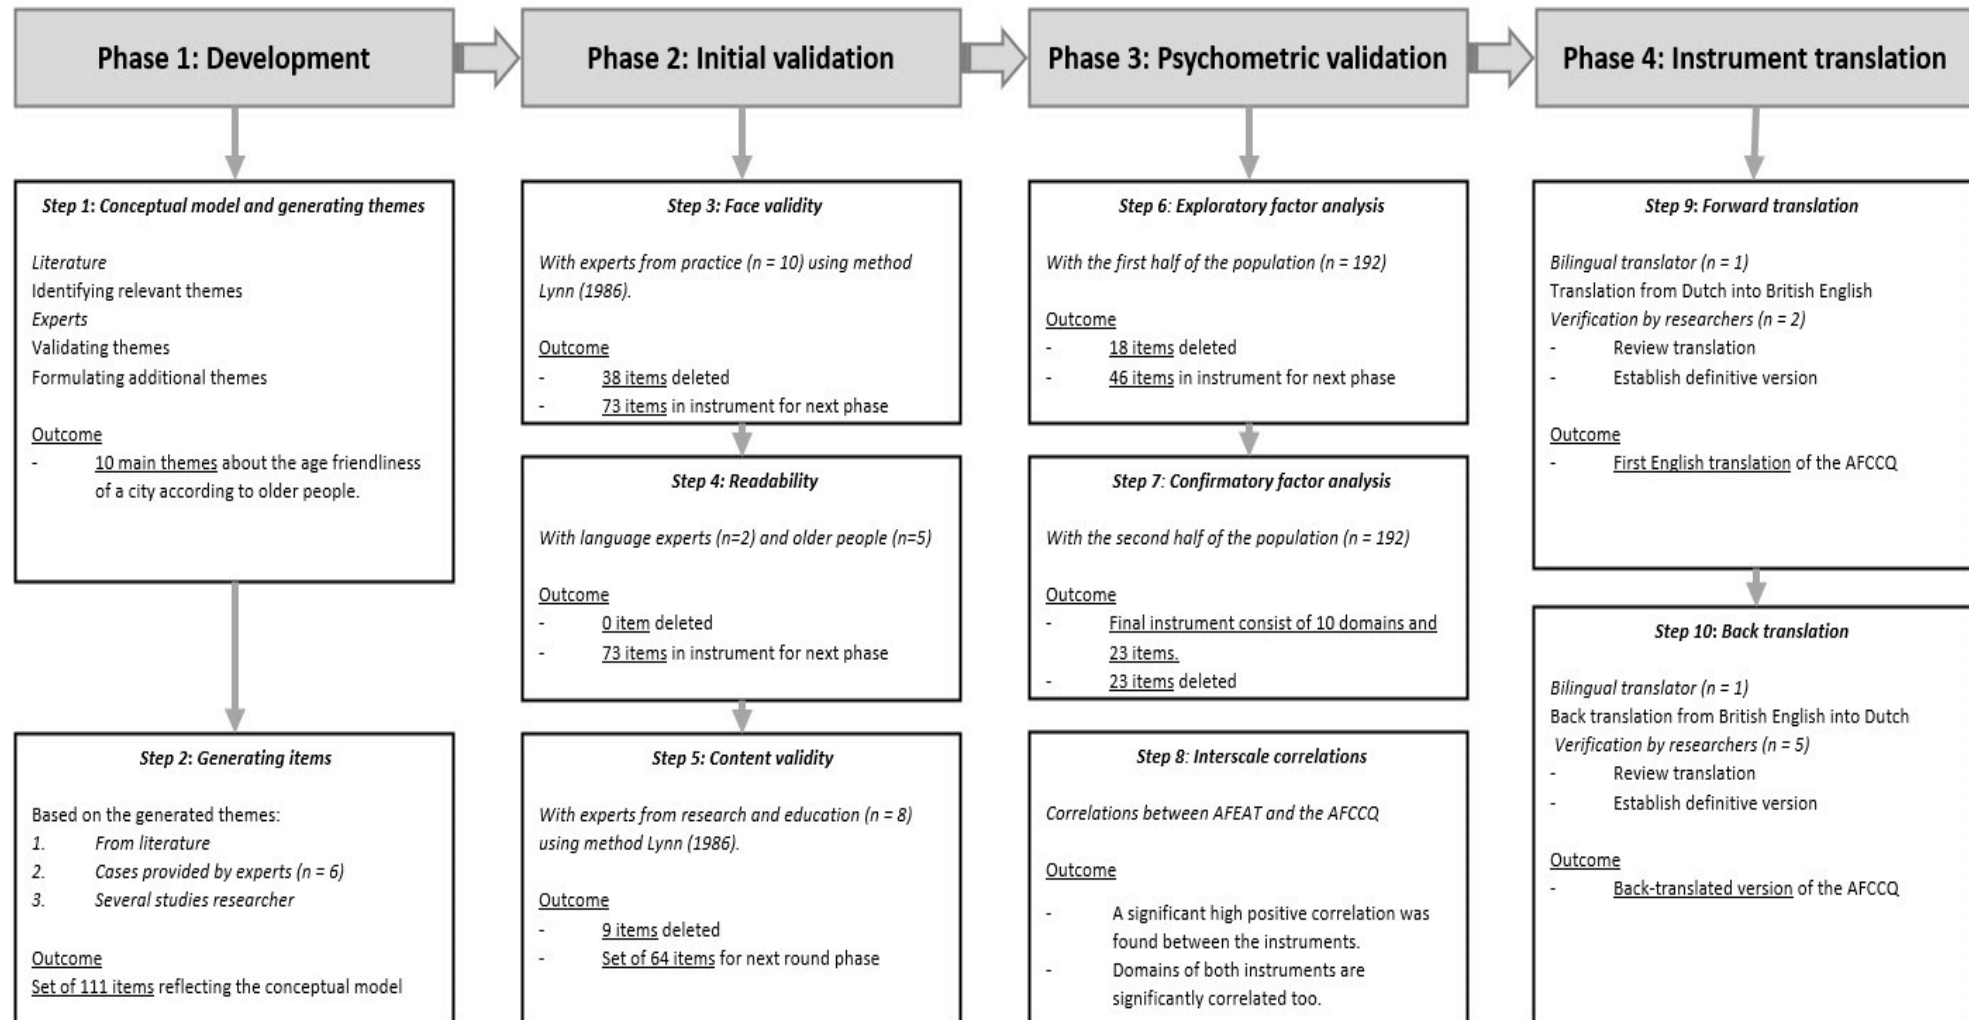 Phase 1: Development
Phase 2: Initial validation
Phase 3: Psychometric validation
Phase 4: Instrument translation
Step 1: Conceptual model and generating themes
Literature
Identifying relevant themes
Experts
Validating themes
Formulating additional themes
Outcome
- 10 main themes about the age friendliness
of a city according to older people.
Step 2: Generating items
Based on the generated themes:
1. From literature
2. Cases provided by experts (n = 6)
3. Several studies researcher
Outcome
Set of 111 items reflecting the conceptual model
Step 3: Face validity
With experts from practice (n = 10) using method
Lynn (1986).
Outcome
- 38 items deleted
- 73 items in instrument for next phase
Step 4: Readability
With language experts (n=2) and older people (n=5)
Outcome
- 0 item deleted
- 73 items in instrument for next phase
Step 5: Content validity
With experts from research and education (n = 8)
using method Lynn (1986).
Outcome
- 9 items deleted
- Set of 64 items for next round phase
Step 6: Exploratory factor analysis
With the first half of the population (n = 192)
Outcome
- 18 items deleted
- 46 items in instrument for next phase
Step 7: Confirmatory factor analysis
With the second half of the population (n = 192)
Outcome
- Final instrument consist of 10 domains and
23 items.
- 23 items deleted
Step 8: Interscale correlations
Correlations between AFEAT and the AFCCQ
Outcome
- A significant high positive correlation was
found between the instruments.
- Domains of both instruments are
significantly correlated too.
Step 9: Forward translation
Bilingual translator (n = 1)
Translation from Dutch into British English
Verification by researchers (n = 2)
- Review translation
- Establish definitive version
Outcome
- First English translation of the AFCCQ
Step 10: Back translation
Bilingual translator (n = 1)
Back translation from British English into Dutch
Verification by researchers (n = 5)
- Review translation
- Establish definitive version
Outcome
- Back-translated version of the AFCCQ